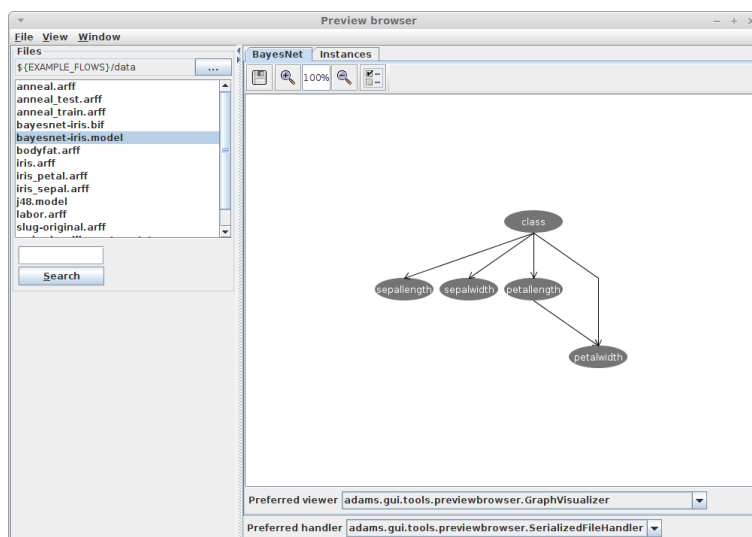 Preview browser
File View Window
Files
${EXAMPLE_FLOWS}/data
...
anneal.arff
anneal_test.arff
anneal_train.arff
bayesnet-iris.bif
bayesnet-iris.model
bodyfat.arff
iris.arff
iris_petal.arff
iris_sepal.arff
j48.model
labor.arff
slug-original.arff
Search
BayesNet Instances
100%
class
sepallength sepalwidth petallength
petalwidth
Preferred viewer adams.gui.tools.previewbrowser.GraphVisualizer
Preferred handler adams.gui.tools.previewbrowser.SerializedFileHandler